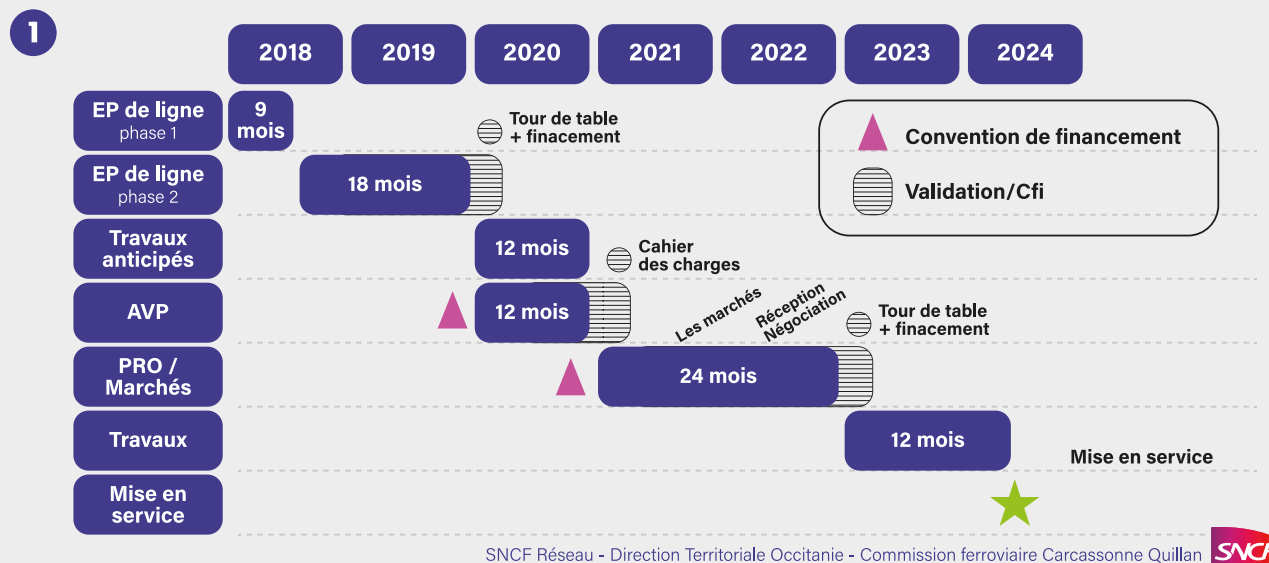 1
2018
2019
2020
2021
2022
2023
2024
EP de ligne
phase 1
9
mois
Tour de table
+ finacement
Convention de financement
Validation/Cfi
EP de ligne
phase 2
18 mois
Travaux
anticipés
12 mois
Cahier
des charges
AVP
12 mois
Les marchés
Réception
Négociation
Tour de table
+ finacement
PRO /
Marchés
24 mois
Travaux
12 mois
Mise en service
Mise en
service
SNCF Réseau - Direction Territoriale Occitanie - Commission ferroviaire Carcassonne Quillan
SNCF